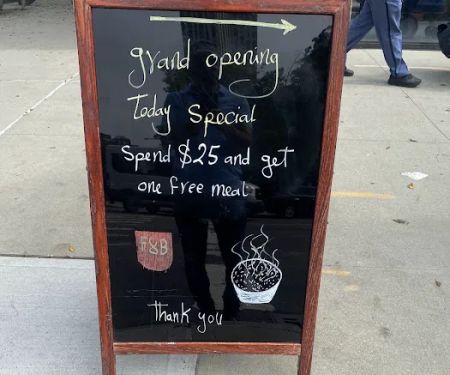 grand opening
Today Special
Spend $25 and get
one free meal
F&B
Thank you